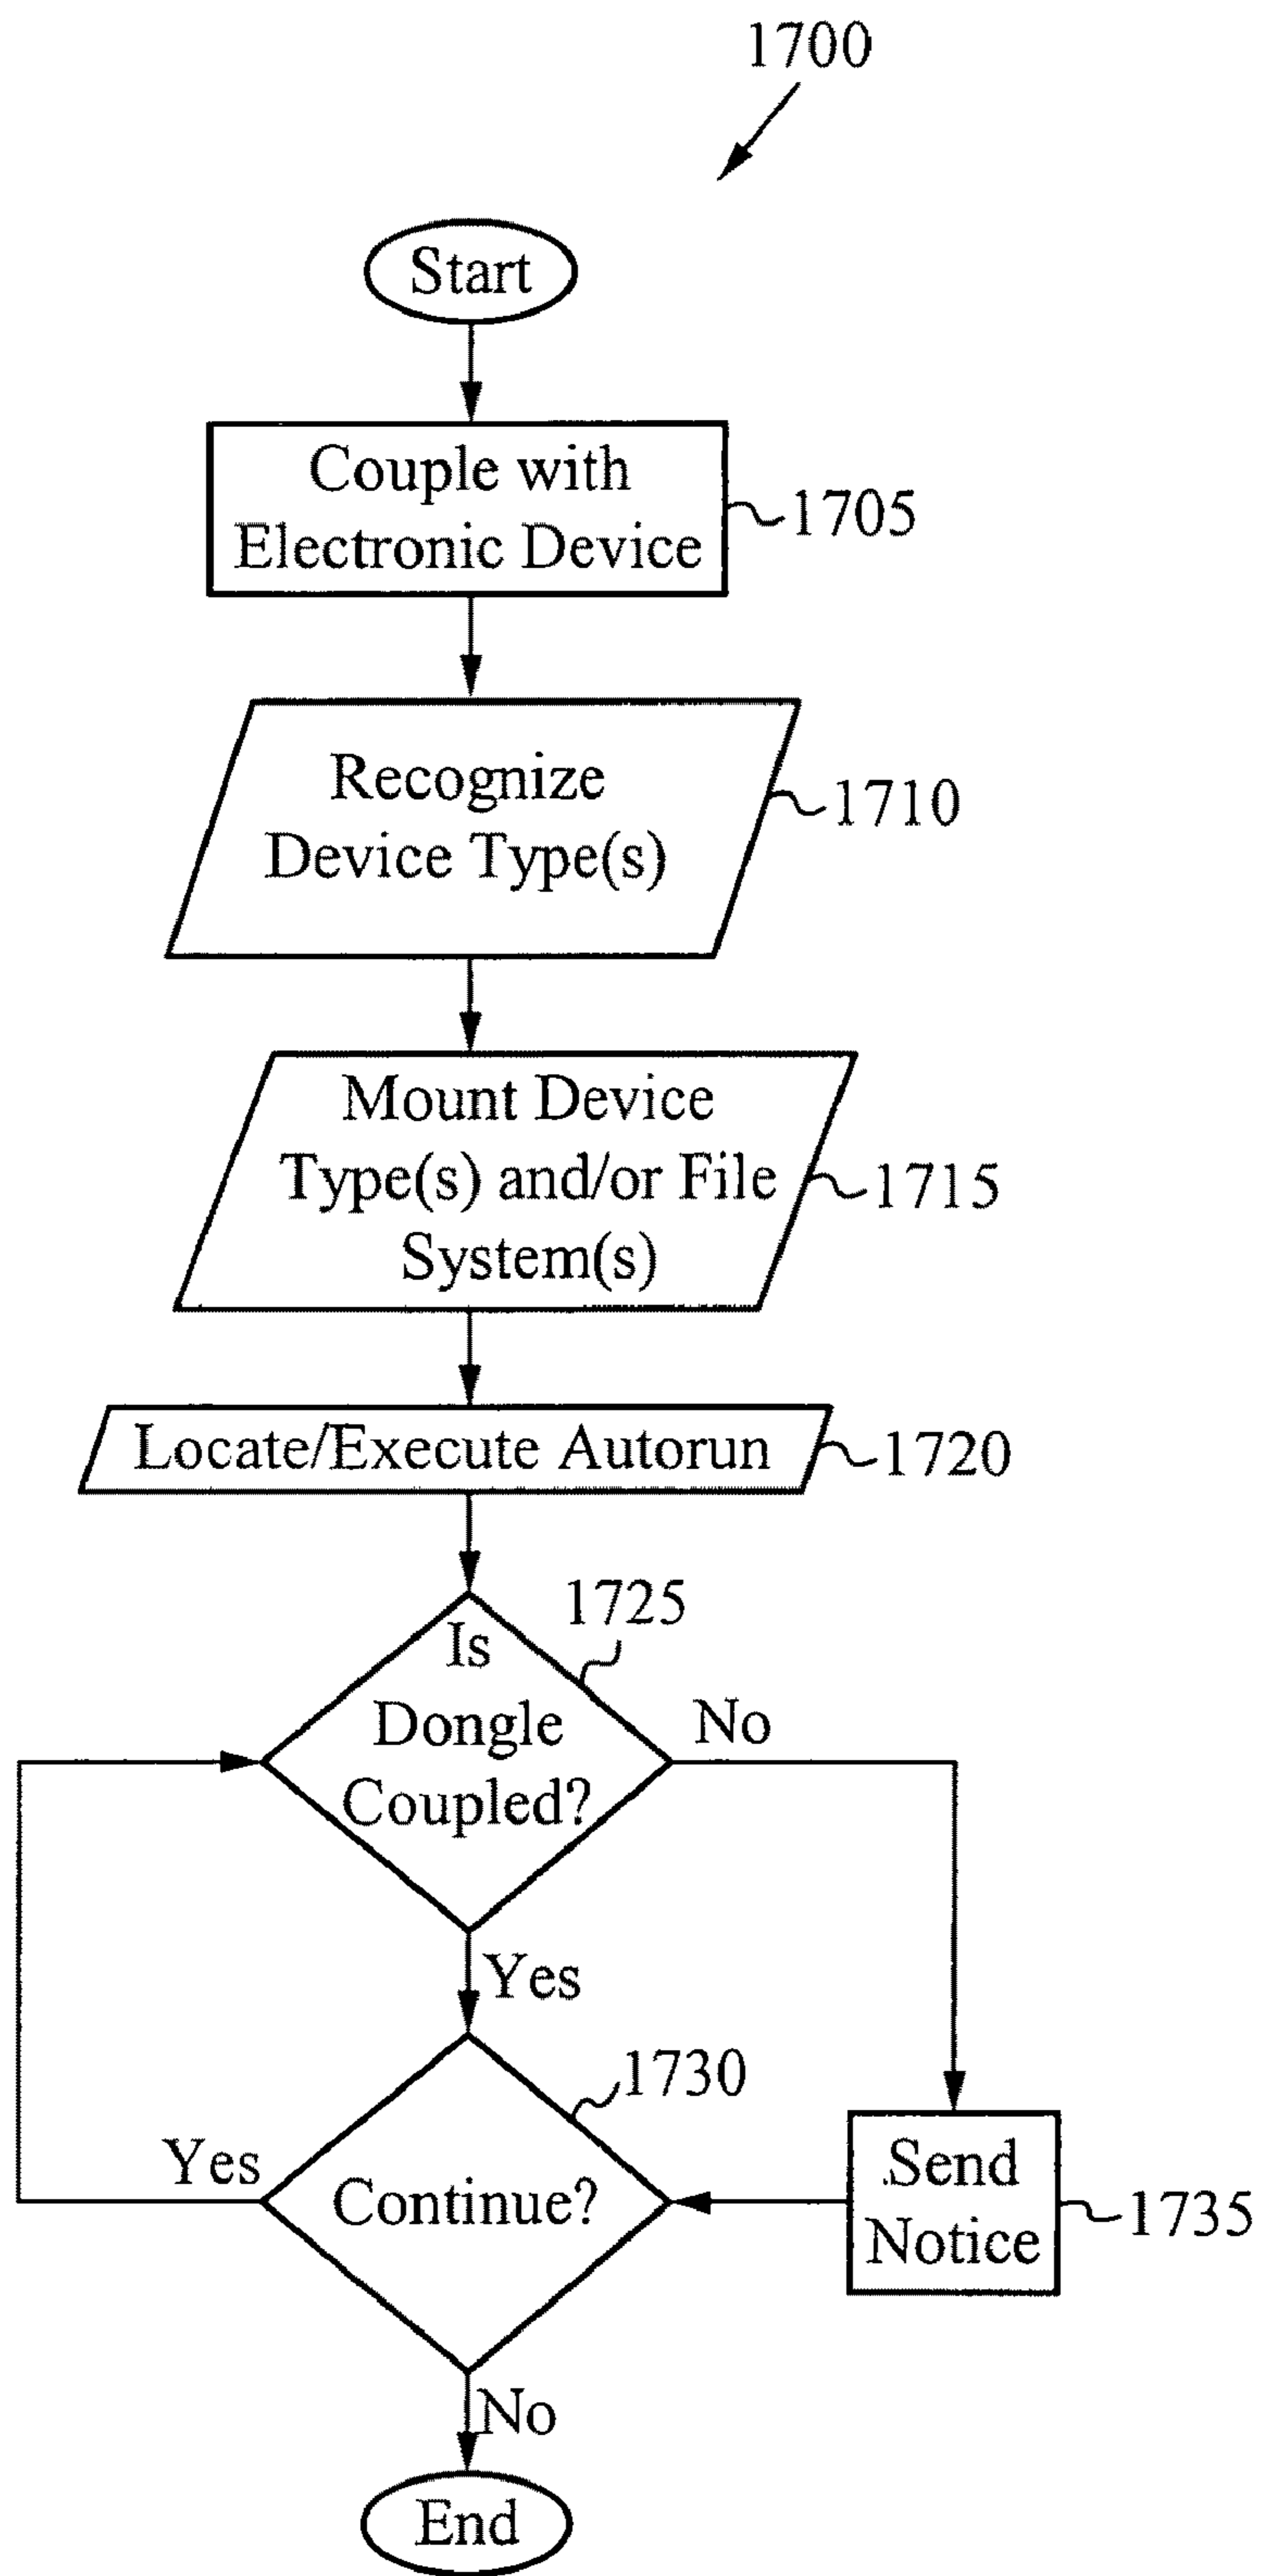 1700
Start
Couple with
Electronic Device
1705
Recognize
Device Type(s)
1710
Mount Device
Type(s) and/or File
System(s)
1715
Locate/Execute Autorun
1720
1725
Is
Dongle
Coupled?
No
Yes
1730
Yes
Continue?
Send
Notice
1735
No
End